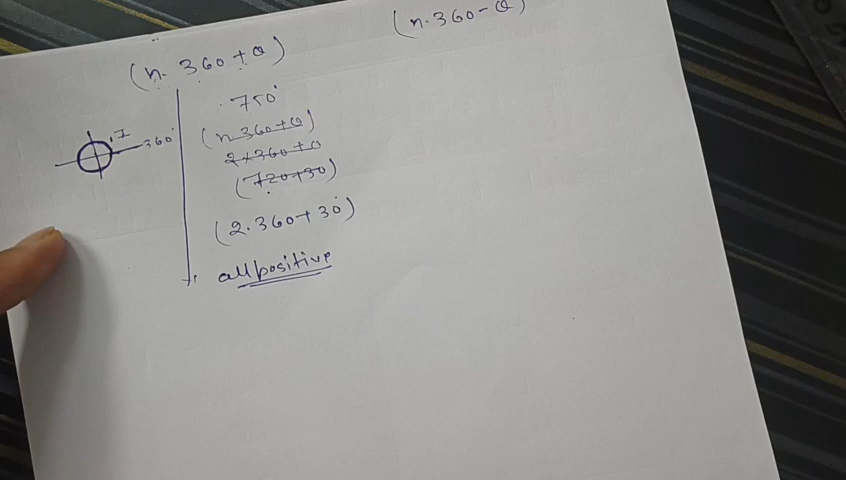 (n. 360+θ)
(n. 360-θ)
I
360°
750°
(n 360+θ)
2×360+θ
(720+30)
(2. 360+30°)
all positive